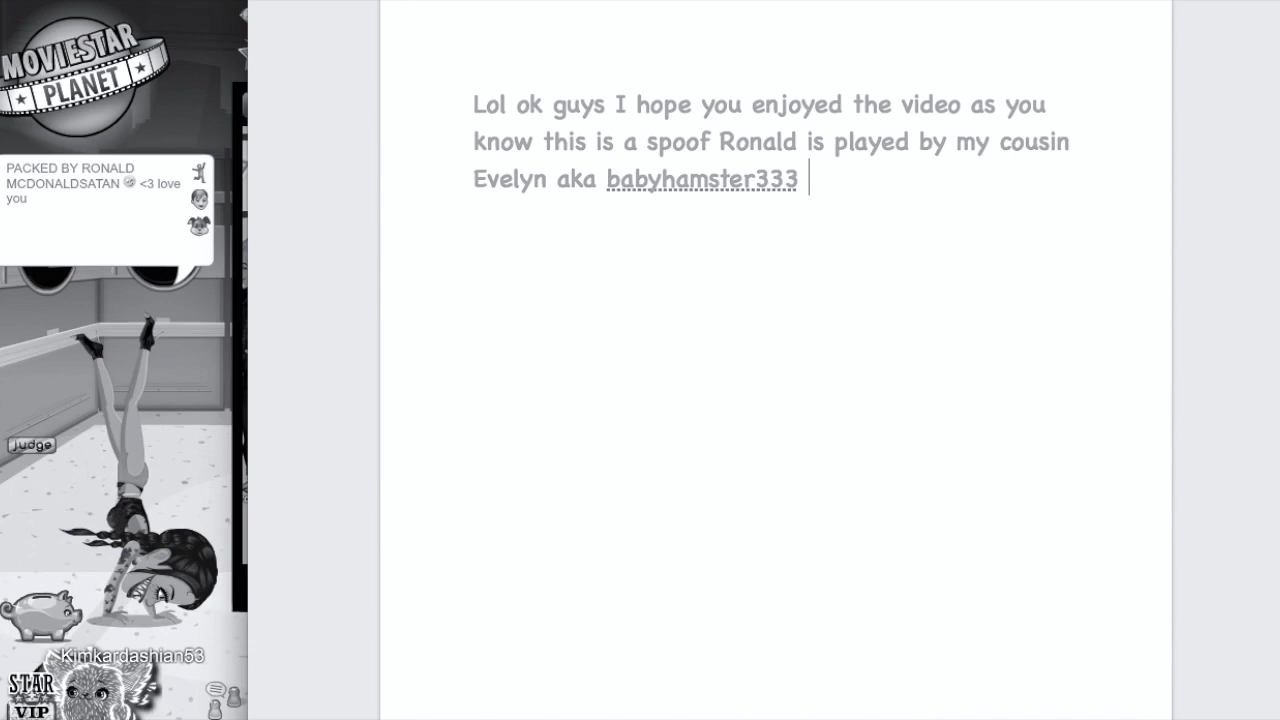 MOVIESTAR
PLANET
PACKED BY RONALD
MCDONALDSATAN <3 love
you
judge
Kimkardashian53
STAR
VIP
Lol ok guys I hope you enjoyed the video as you
know this is a spoof Ronald is played by my cousin
Evelyn aka babyhamster333